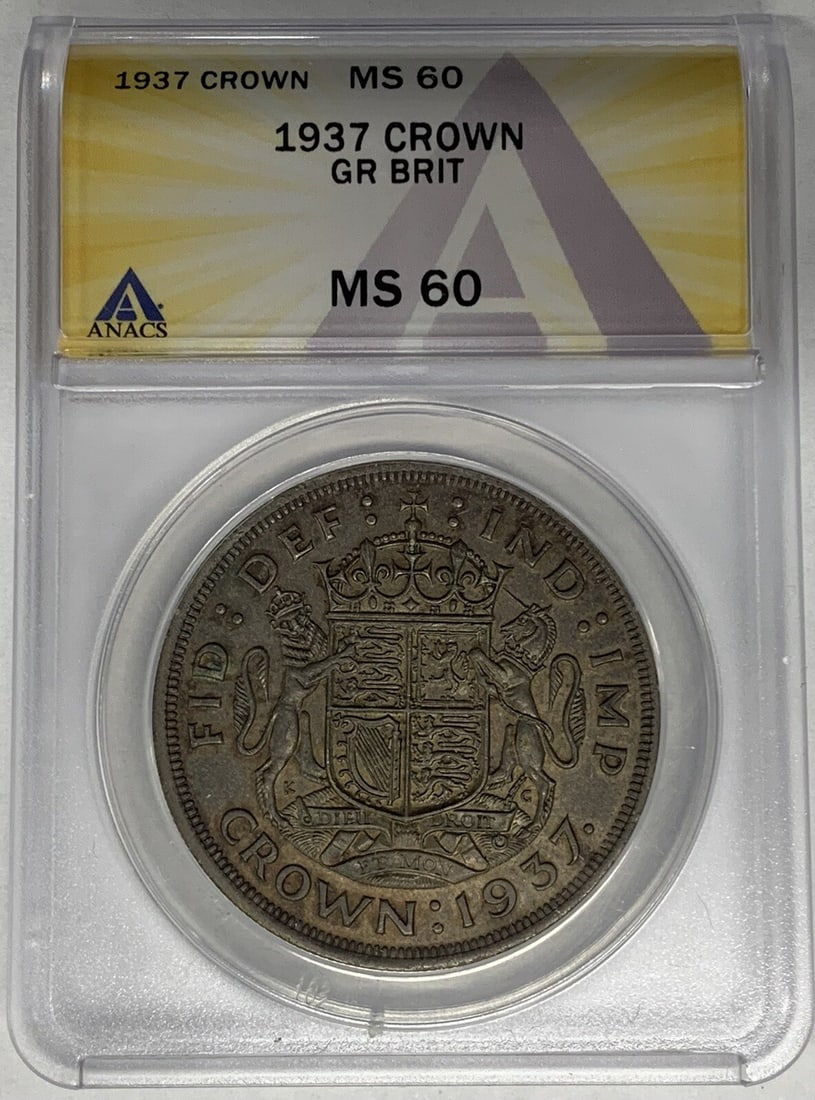 1937 CROWN MS 60
1937 CROWN
GR BRIT
MS 60
ANACS
FID: DEF: IND: IMP
K C
DIEU DROIT
ET MON
CROWN: 1937.